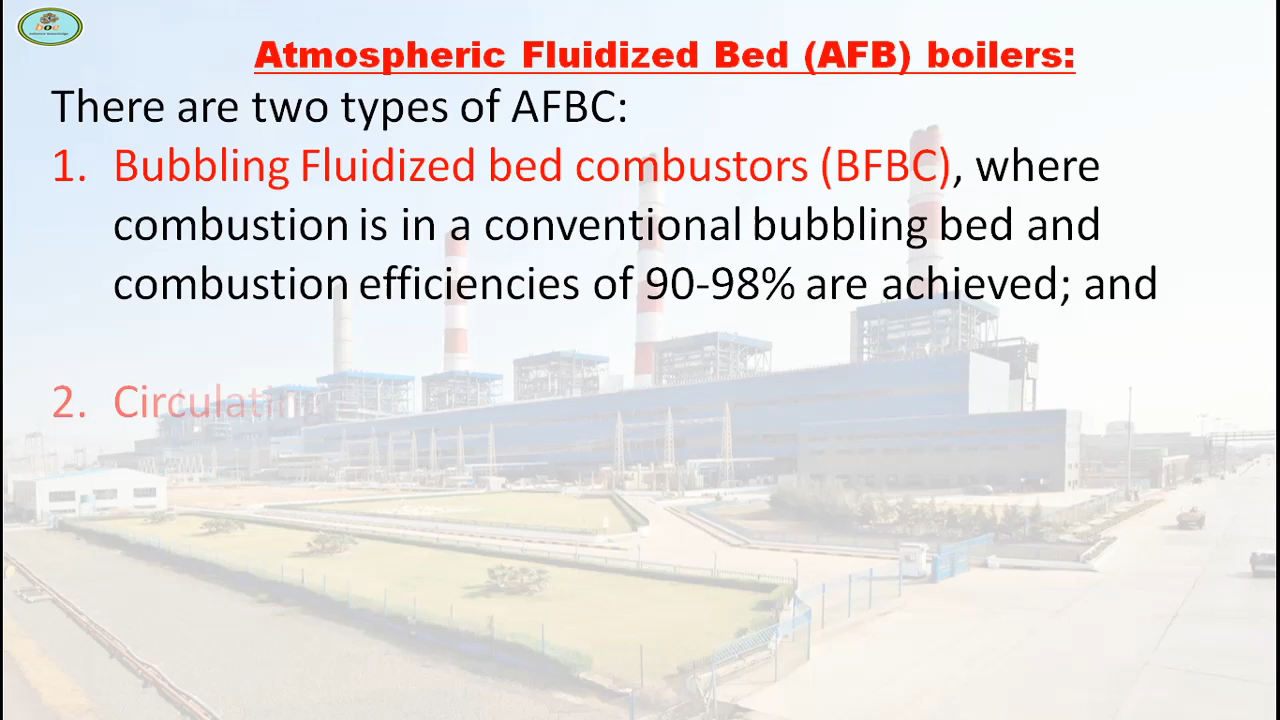 Atmospheric Fluidized Bed (AFB) boilers:
There are two types of AFBC:
1. Bubbling Fluidized bed combustors (BFBC), where
combustion is in a conventional bubbling bed and
combustion efficiencies of 90-98% are achieved; and
2. Circulatin